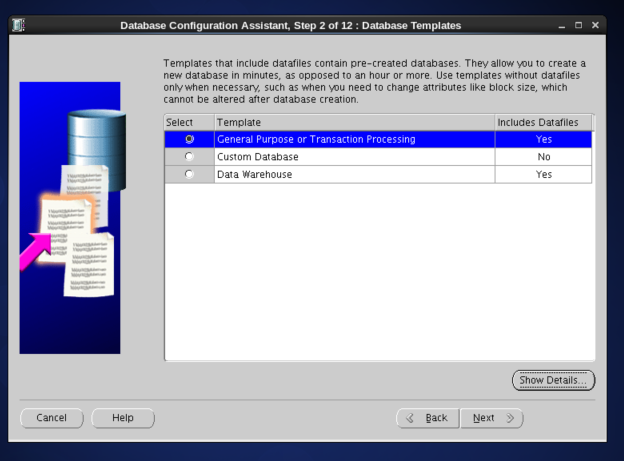 Database Configuration Assistant, Step 2 of 12 : Database Templates
Templates that include datafiles contain pre-created databases. They allow you to create a
new database in minutes, as opposed to an hour or more. Use templates without datafiles
only when necessary, such as when you need to change attributes like block size, which
cannot be altered after database creation.
Select Template Includes Datafiles
General Purpose or Transaction Processing Yes
Custom Database No
Data Warehouse Yes
Show Details...
Cancel Help Back Next